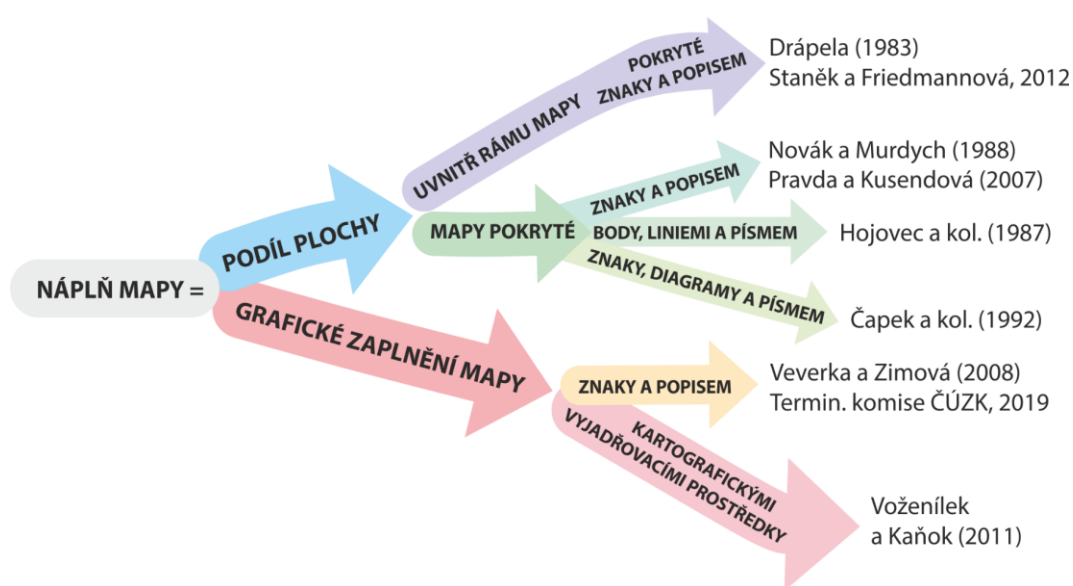 NÁPLŇ MAPY =
PODÍL PLOCHY
UVNITŘ RÁMU MAPY
POKRYTÉ
ZNAKY A POPISEM
Drápela (1983)
Staněk a Friedmannová, 2012
MAPY POKRYTÉ
ZNAKY A POPISEM
Novák a Murdych (1988)
Pravda a Kusendová (2007)
BODY, LINIEMI A PÍSMEM
Hojovec a kol. (1987)
ZNAKY, DIAGRAMY A PÍSMEM
Čapek a kol. (1992)
GRAFICKÉ ZAPLNĚNÍ MAPY
ZNAKY A POPISEM
Veverka a Zimová (2008)
Termin. komise ČÚZK, 2019
KARTOGRAFICKÝMI
VYJADŘOVACÍMI PROSTŘEDKY
Voženílek
a Kaňok (2011)